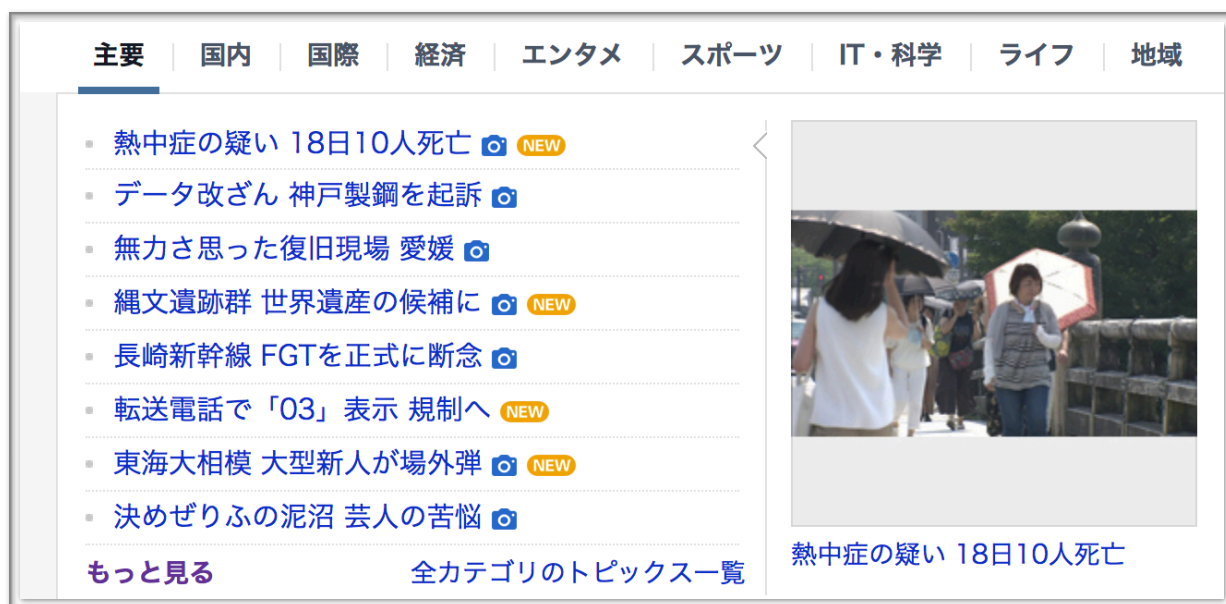 主要 国内 国際 経済 エンタメ スポーツ IT・科学 ライフ 地域
熱中症の疑い 18日10人死亡 NEW
データ改ざん 神戸製鋼を起訴
無力さ思った復旧現場 愛媛
縄文遺跡群 世界遺産の候補に NEW
長崎新幹線 FGTを正式に断念
転送電話で「03」表示 規制へ NEW
東海大相模 大型新人が場外弾 NEW
決めぜりふの泥沼 芸人の苦悩
もっと見る 全カテゴリのトピックス一覧
熱中症の疑い 18日10人死亡